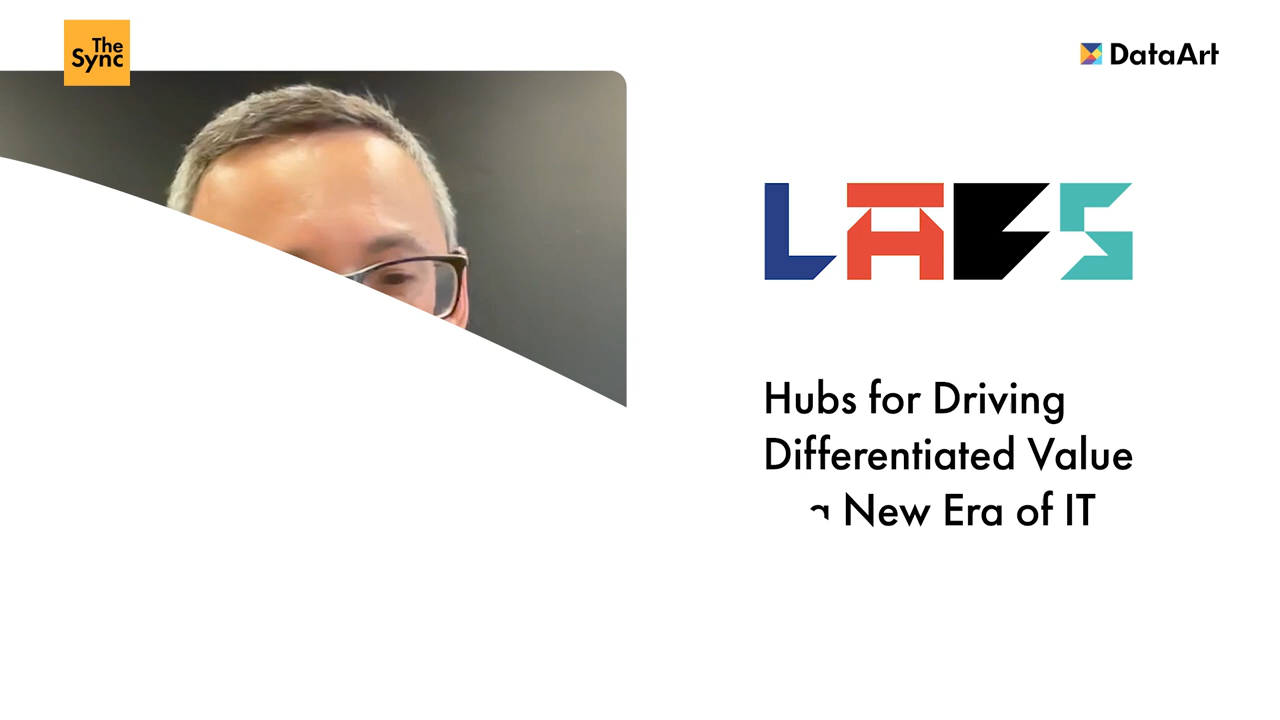 The
Sync
DataArt
LABS
Hubs for Driving
Differentiated Value
a New Era of IT